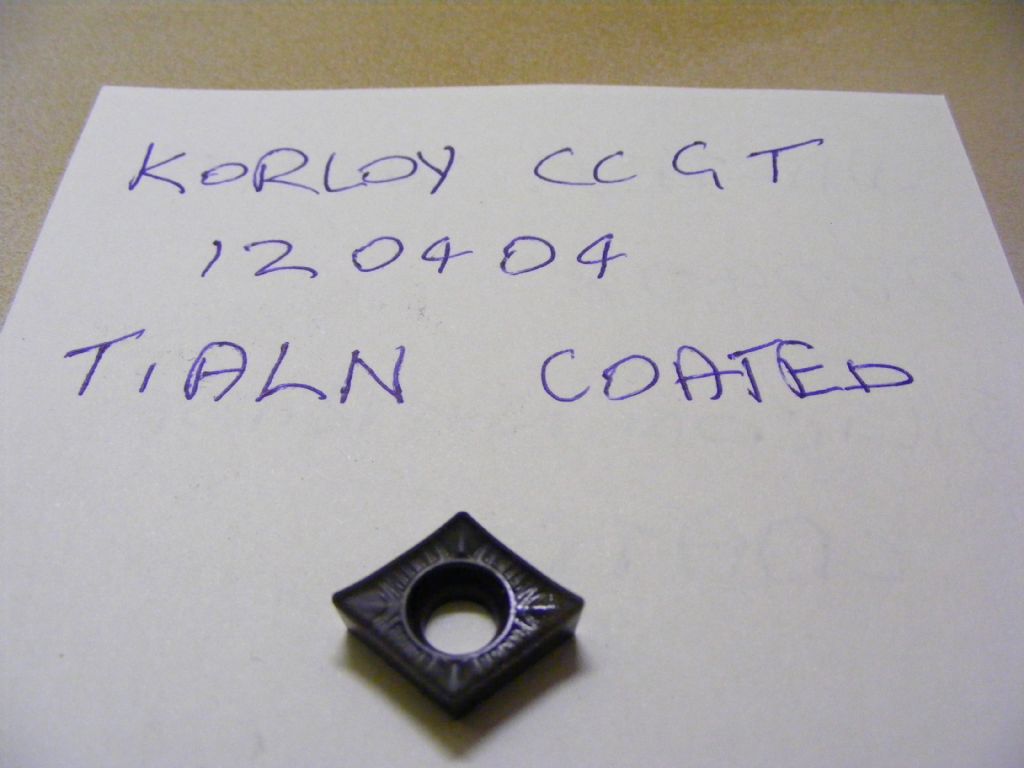 KORLOY CCGT
120404
TiALN COATED